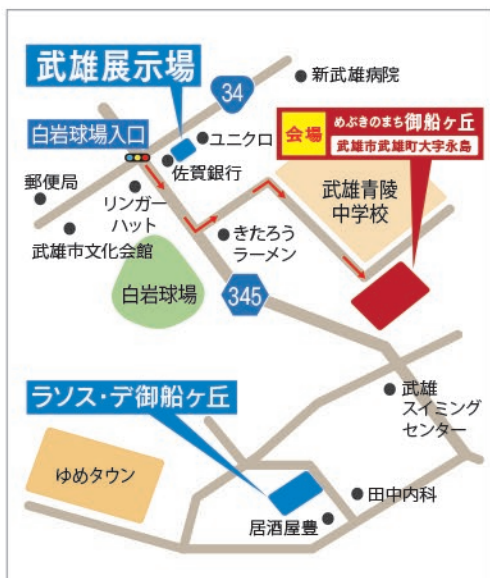 武雄展示場
34
新武雄病院
白岩球場入口
ユニクロ
佐賀銀行
会場
めぶきのまち御船ヶ丘
武雄市武雄町大字永島
郵便局
リンガー
ハット
武雄市文化会館
きたろう
ラーメン
武雄青陵
中学校
白岩球場
345
ラソス・デ御船ヶ丘
武雄
スイミング
センター
ゆめタウン
田中内科
居酒屋豊